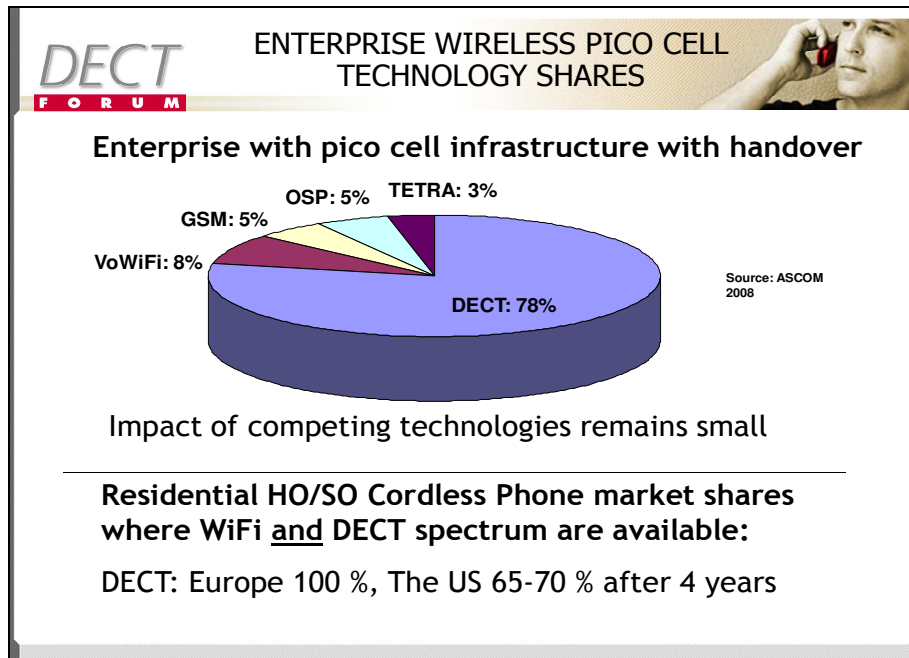 DECT
FORUM
ENTERPRISE WIRELESS PICO CELL
TECHNOLOGY SHARES
Enterprise with pico cell infrastructure with handover
OSP: 5%
TETRA: 3%
GSM: 5%
VoWiFi: 8%
DECT: 78%
Source: ASCOM
2008
Impact of competing technologies remains small
Residential HO/SO Cordless Phone market shares
where WiFi and DECT spectrum are available:
DECT: Europe 100 %, The US 65-70 % after 4 years